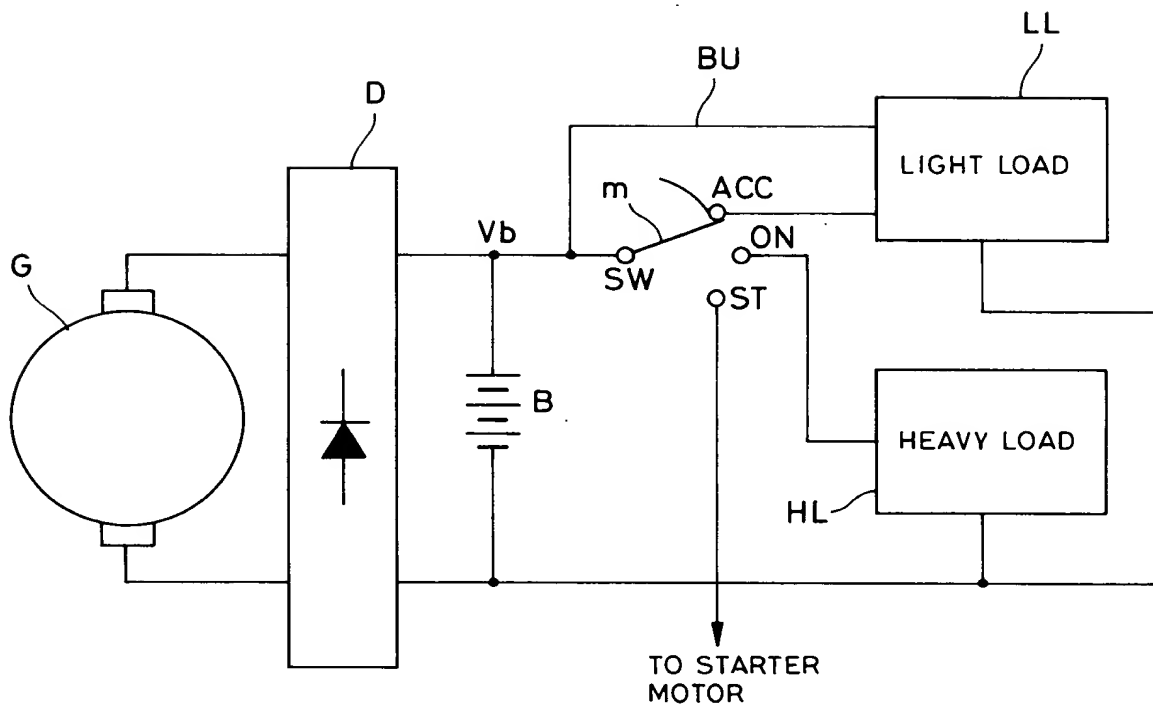 LL
BU
D
LIGHT LOAD
m
ACC
Vb
ON
G
SW
ST
B
HEAVY LOAD
HL
TO STARTER
MOTOR